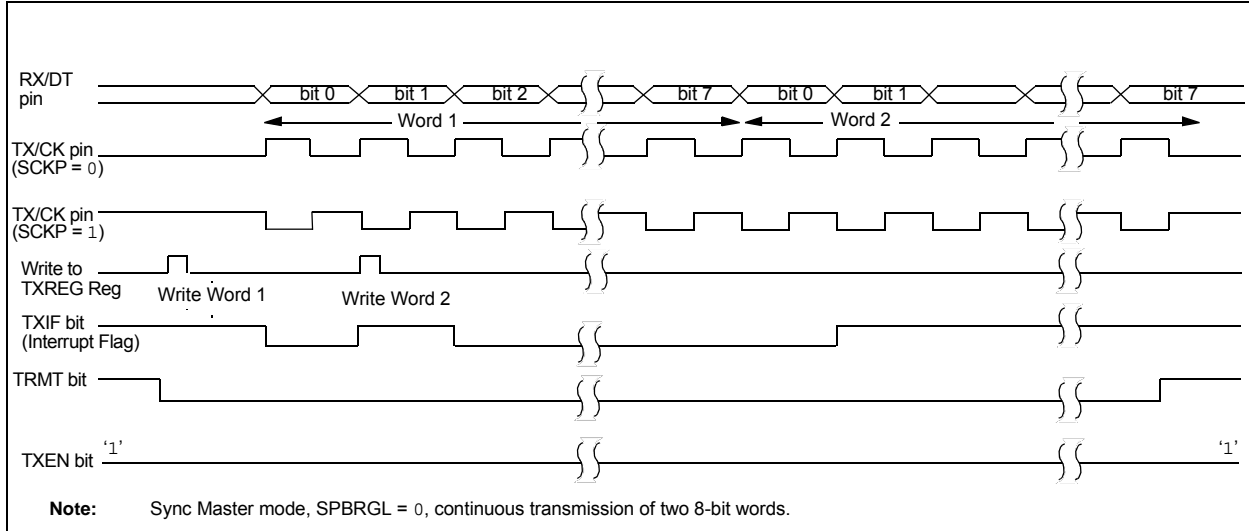 RX/DT
pin
bit 0 bit 1 bit 2 bit 7 bit 0 bit 1 bit 7
Word 1 Word 2
TX/CK pin
(SCKP = 0)
TX/CK pin
(SCKP = 1)
Write to
TXREG Reg
Write Word 1 Write Word 2
TXIF bit
(Interrupt Flag)
TRMT bit
TXEN bit ‘1’ ‘1’
Note: Sync Master mode, SPBRGL = 0, continuous transmission of two 8-bit words.